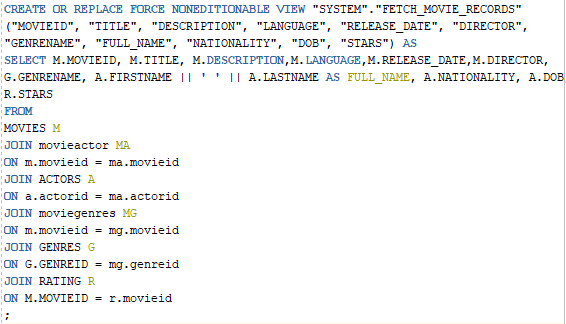 CREATE OR REPLACE FORCE NONEDITIONABLE VIEW "SYSTEM"."FETCH_MOVIE_RECORDS"
("MOVIEID", "TITLE", "DESCRIPTION", "LANGUAGE", "RELEASE_DATE", "DIRECTOR",
"GENRENAME", "FULL_NAME", "NATIONALITY", "DOB", "STARS") AS
SELECT M.MOVIEID, M.TITLE, M.DESCRIPTION,M.LANGUAGE,M.RELEASE_DATE,M.DIRECTOR,
G.GENRENAME, A.FIRSTNAME || ' ' || A.LASTNAME AS FULL_NAME, A.NATIONALITY, A.DOB
R.STARS
FROM
MOVIES M
JOIN movieactor MA
ON m.movieid = ma.movieid
JOIN ACTORS A
ON a.actorid = ma.actorid
JOIN moviegenres MG
ON m.movieid = mg.movieid
JOIN GENRES G
ON G.GENREID = mg.genreid
JOIN RATING R
ON M.MOVIEID = r.movieid
;